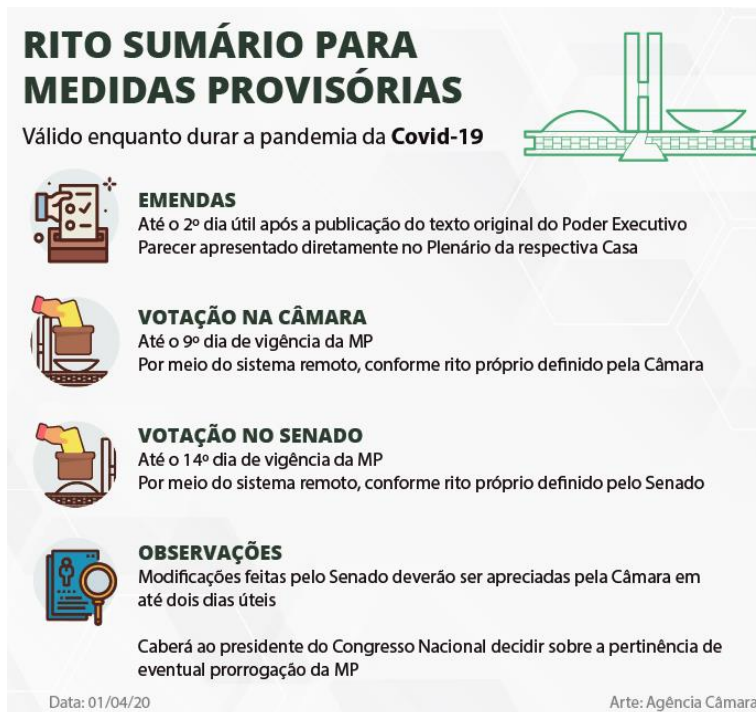 RITO SUMÁRIO PARA
MEDIDAS PROVISÓRIAS
Válido enquanto durar a pandemia da Covid-19
EMENDAS
Até o 2º dia útil após a publicação do texto original do Poder Executivo
Parecer apresentado diretamente no Plenário da respectiva Casa
VOTAÇÃO NA CÂMARA
Até o 9º dia de vigência da MP
Por meio do sistema remoto, conforme rito próprio definido pela Câmara
VOTAÇÃO NO SENADO
Até o 14º dia de vigência da MP
Por meio do sistema remoto, conforme rito próprio definido pelo Senado
OBSERVAÇÕES
Modificações feitas pelo Senado deverão ser apreciadas pela Câmara em
até dois dias úteis
Caberá ao presidente do Congresso Nacional decidir sobre a pertinência de
eventual prorrogação da MP
Data: 01/04/20
Arte: Agência Câmara